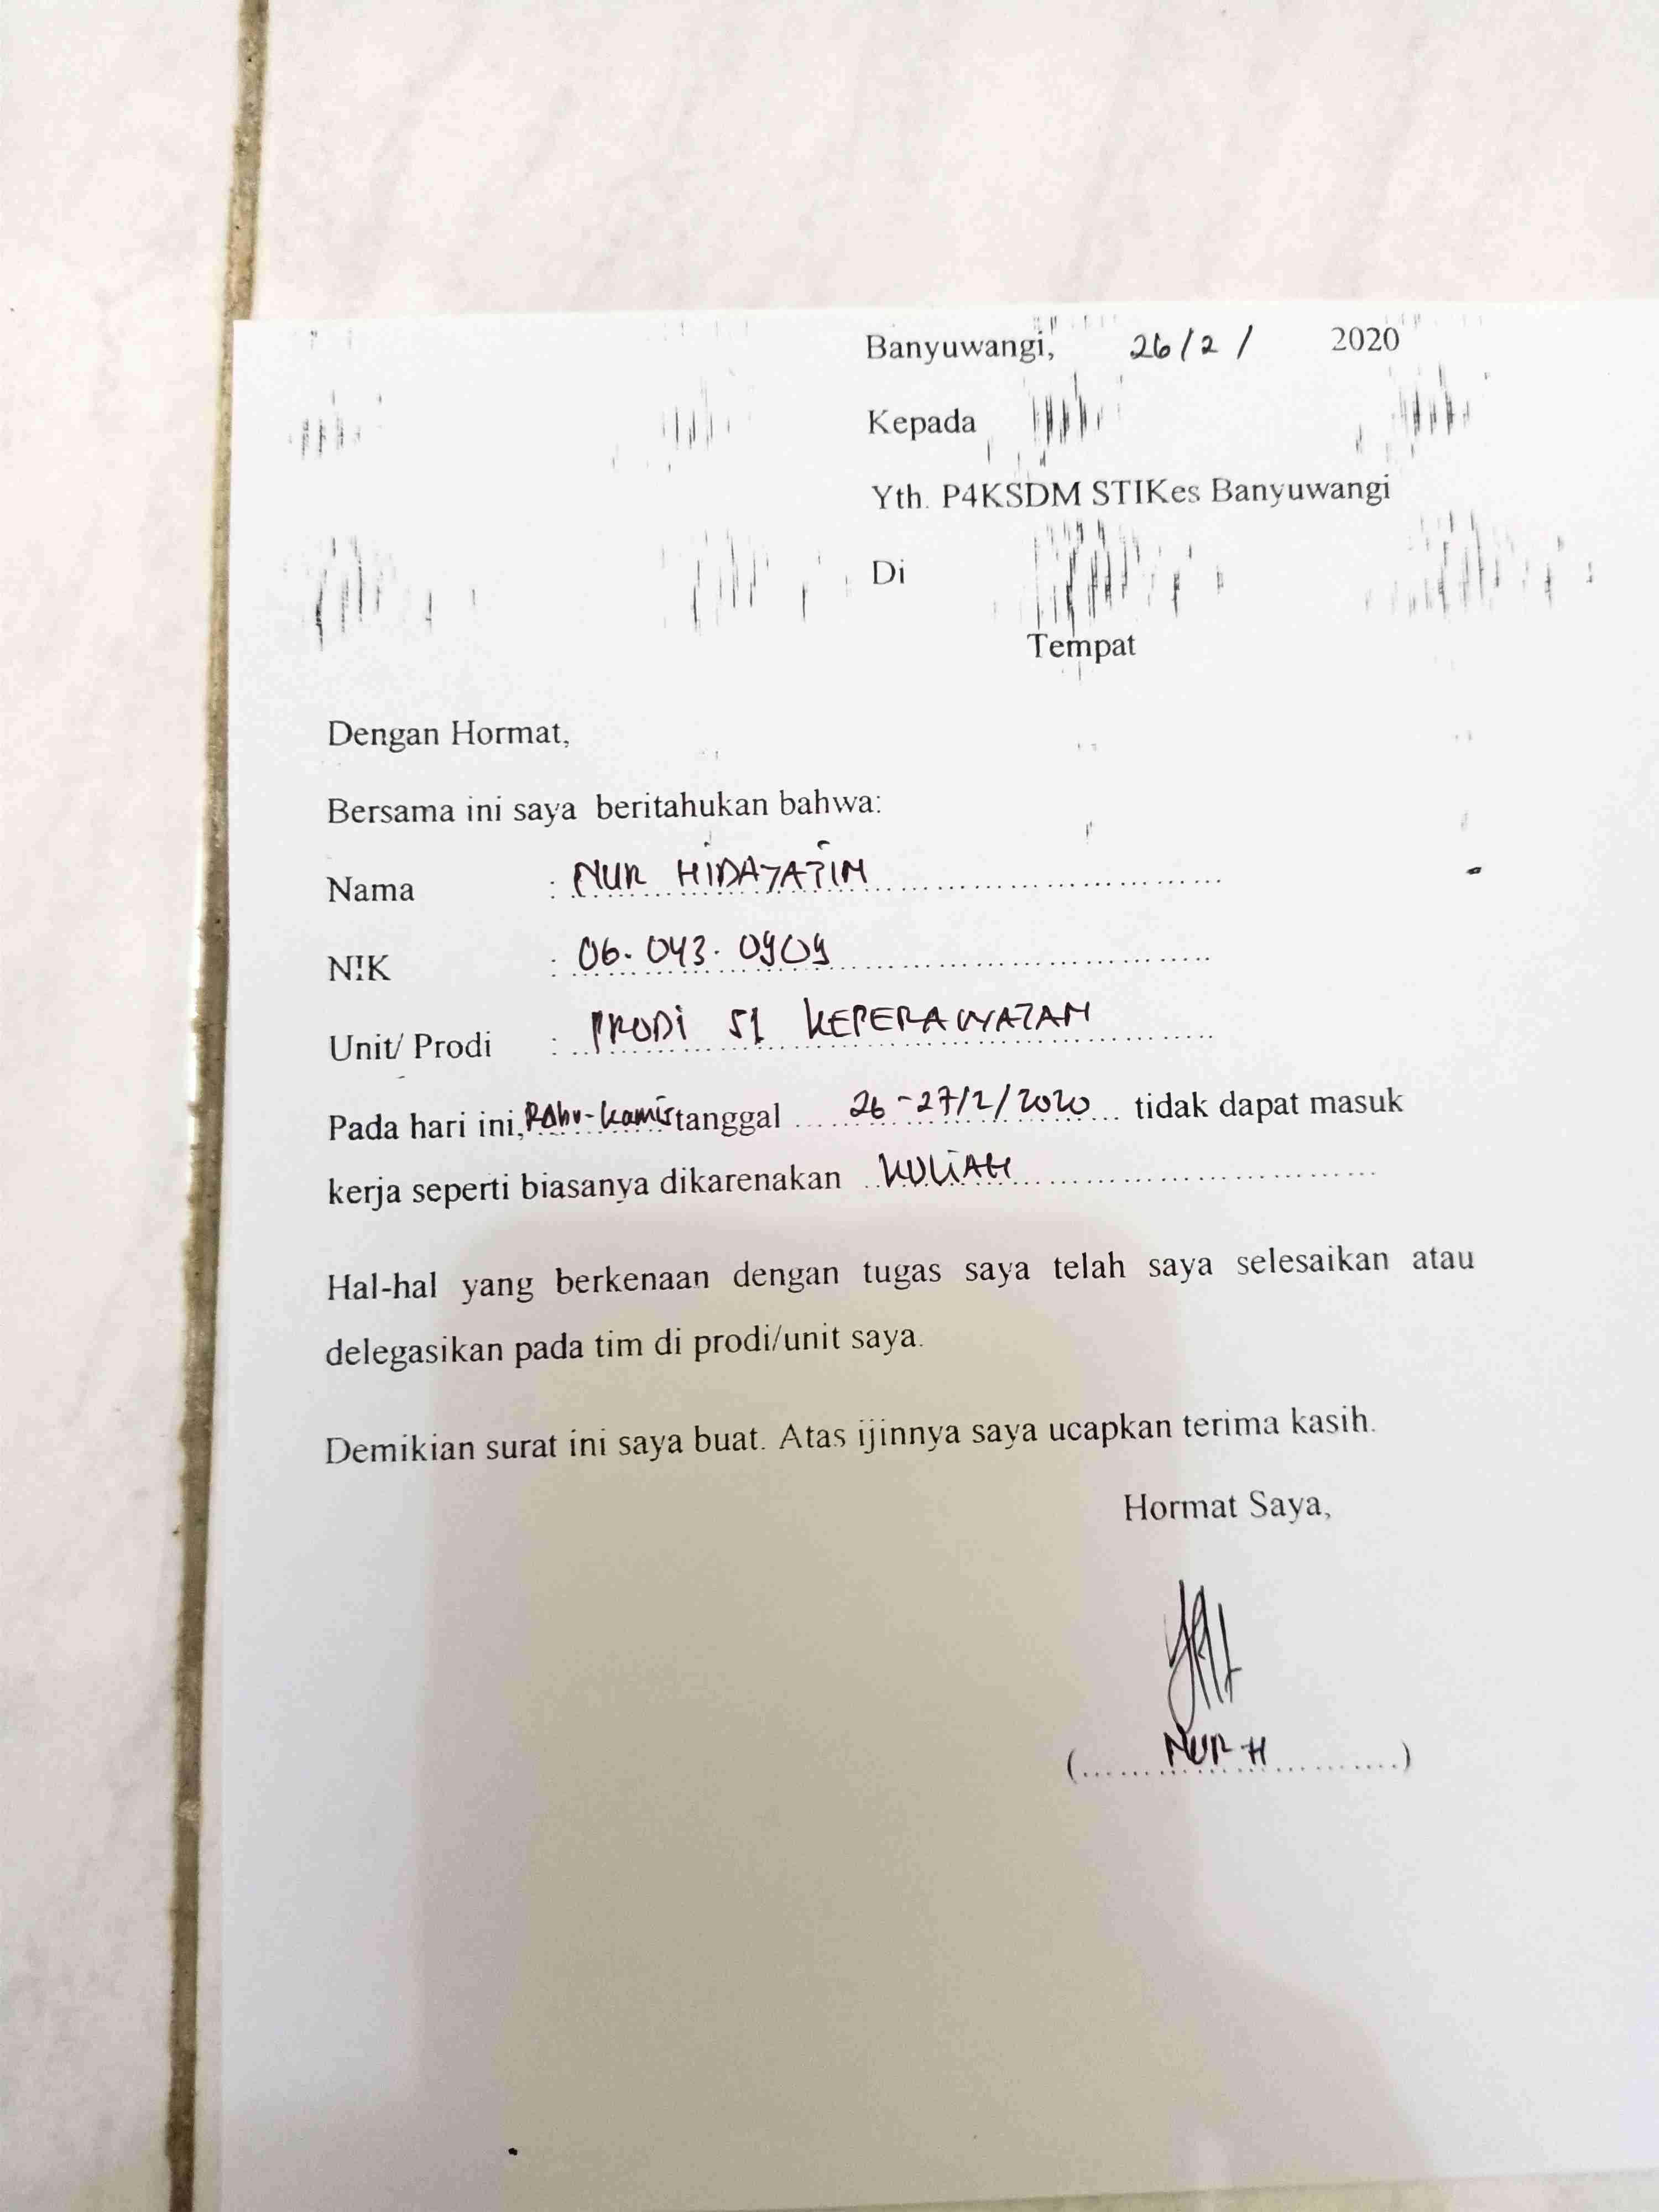 Banyuwangi, 26/2/ 2020
Kepada
Yth. P4KSDM STIKes Banyuwangi
Di
Tempat
Dengan Hormat,
Bersama ini saya beritahukan bahwa:
Nama : NUR HIDAYATIN
NIK : 06.043.0909
Unit/ Prodi : PRODI S1 KEPERAWATAN
Pada hari ini, Rabu-Kamis tanggal 26-27/2/2020 tidak dapat masuk
kerja seperti biasanya dikarenakan KULIAH
Hal-hal yang berkenaan dengan tugas saya telah saya selesaikan atau
delegasikan pada tim di prodi/unit saya.
Demikian surat ini saya buat. Atas ijinnya saya ucapkan terima kasih.
Hormat Saya,
(NUR H)